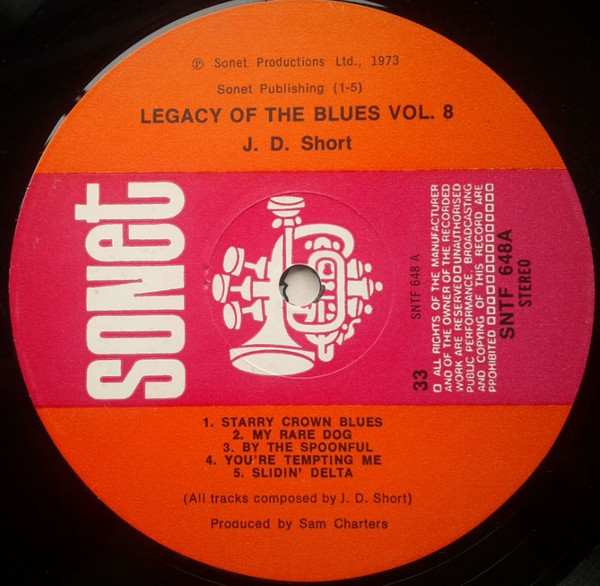 ℗ Sonet Productions Ltd., 1973
Sonet Publishing (1-5)
LEGACY OF THE BLUES VOL. 8
J. D. Short
sonet
SNTF 648 A
33
ALL RIGHTS OF THE MANUFACTURER
AND OF THE OWNER OF THE RECORDED
WORK ARE RESERVED □ UNAUTHORISED
PUBLIC PERFORMANCE, BROADCASTING
AND COPYING OF THIS RECORD ARE
PROHIBITED
SNTF 648A
STEREO
1. STARRY CROWN BLUES
2. MY RARE DOG
3. BY THE SPOONFUL
4. YOU'RE TEMPTING ME
5. SLIDIN' DELTA
(All tracks composed by J. D. Short)
Produced by Sam Charters